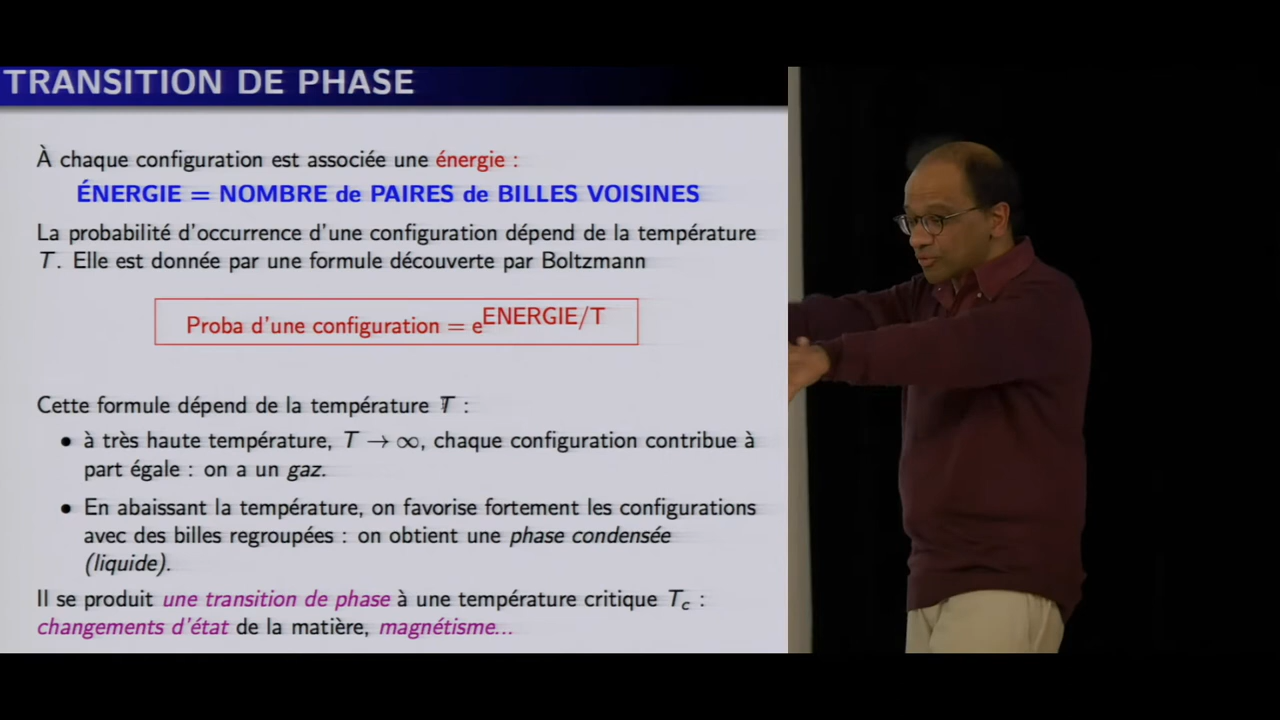 TRANSITION DE PHASE
À chaque configuration est associée une énergie :
ÉNERGIE = NOMBRE de PAIRES de BILLES VOISINES
La probabilité d'occurrence d'une configuration dépend de la température
T. Elle est donnée par une formule découverte par Boltzmann
Proba d'une configuration = e^ENERGIE/T
Cette formule dépend de la température T :
• à très haute température, T → ∞, chaque configuration contribue à
part égale : on a un gaz.
• En abaissant la température, on favorise fortement les configurations
avec des billes regroupées : on obtient une phase condensée
(liquide).
Il se produit une transition de phase à une température critique Tc :
changements d'état de la matière, magnétisme...